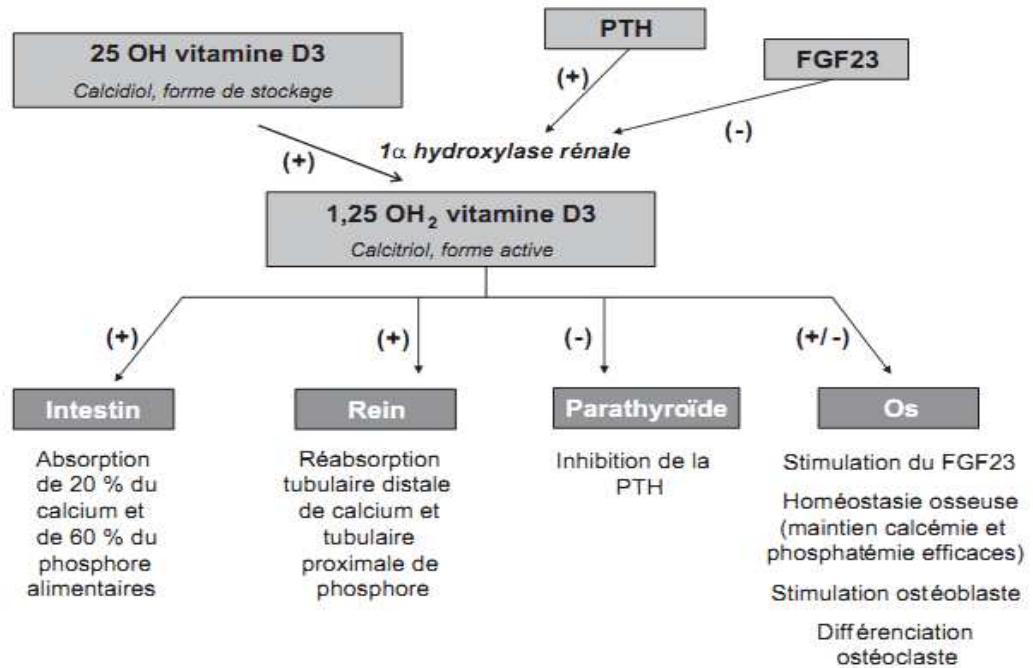 25 OH vitamine D3
Calcidiol, forme de stockage
PTH
FGF23
(+)
(-)
(+)
1α hydroxylase rénale
1,25 OH₂ vitamine D3
Calcitriol, forme active
(+)
(+)
(-)
(+/-)
Intestin
Absorption
de 20 % du
calcium et
de 60 % du
phosphore
alimentaires
Rein
Réabsorption
tubulaire distale
de calcium et
tubulaire
proximale de
phosphore
Parathyroïde
Inhibition de la
PTH
Os
Stimulation du FGF23
Homéostasie osseuse
(maintien calcémie et
phosphatémie efficaces)
Stimulation ostéoblaste
Différenciation
ostéoclaste